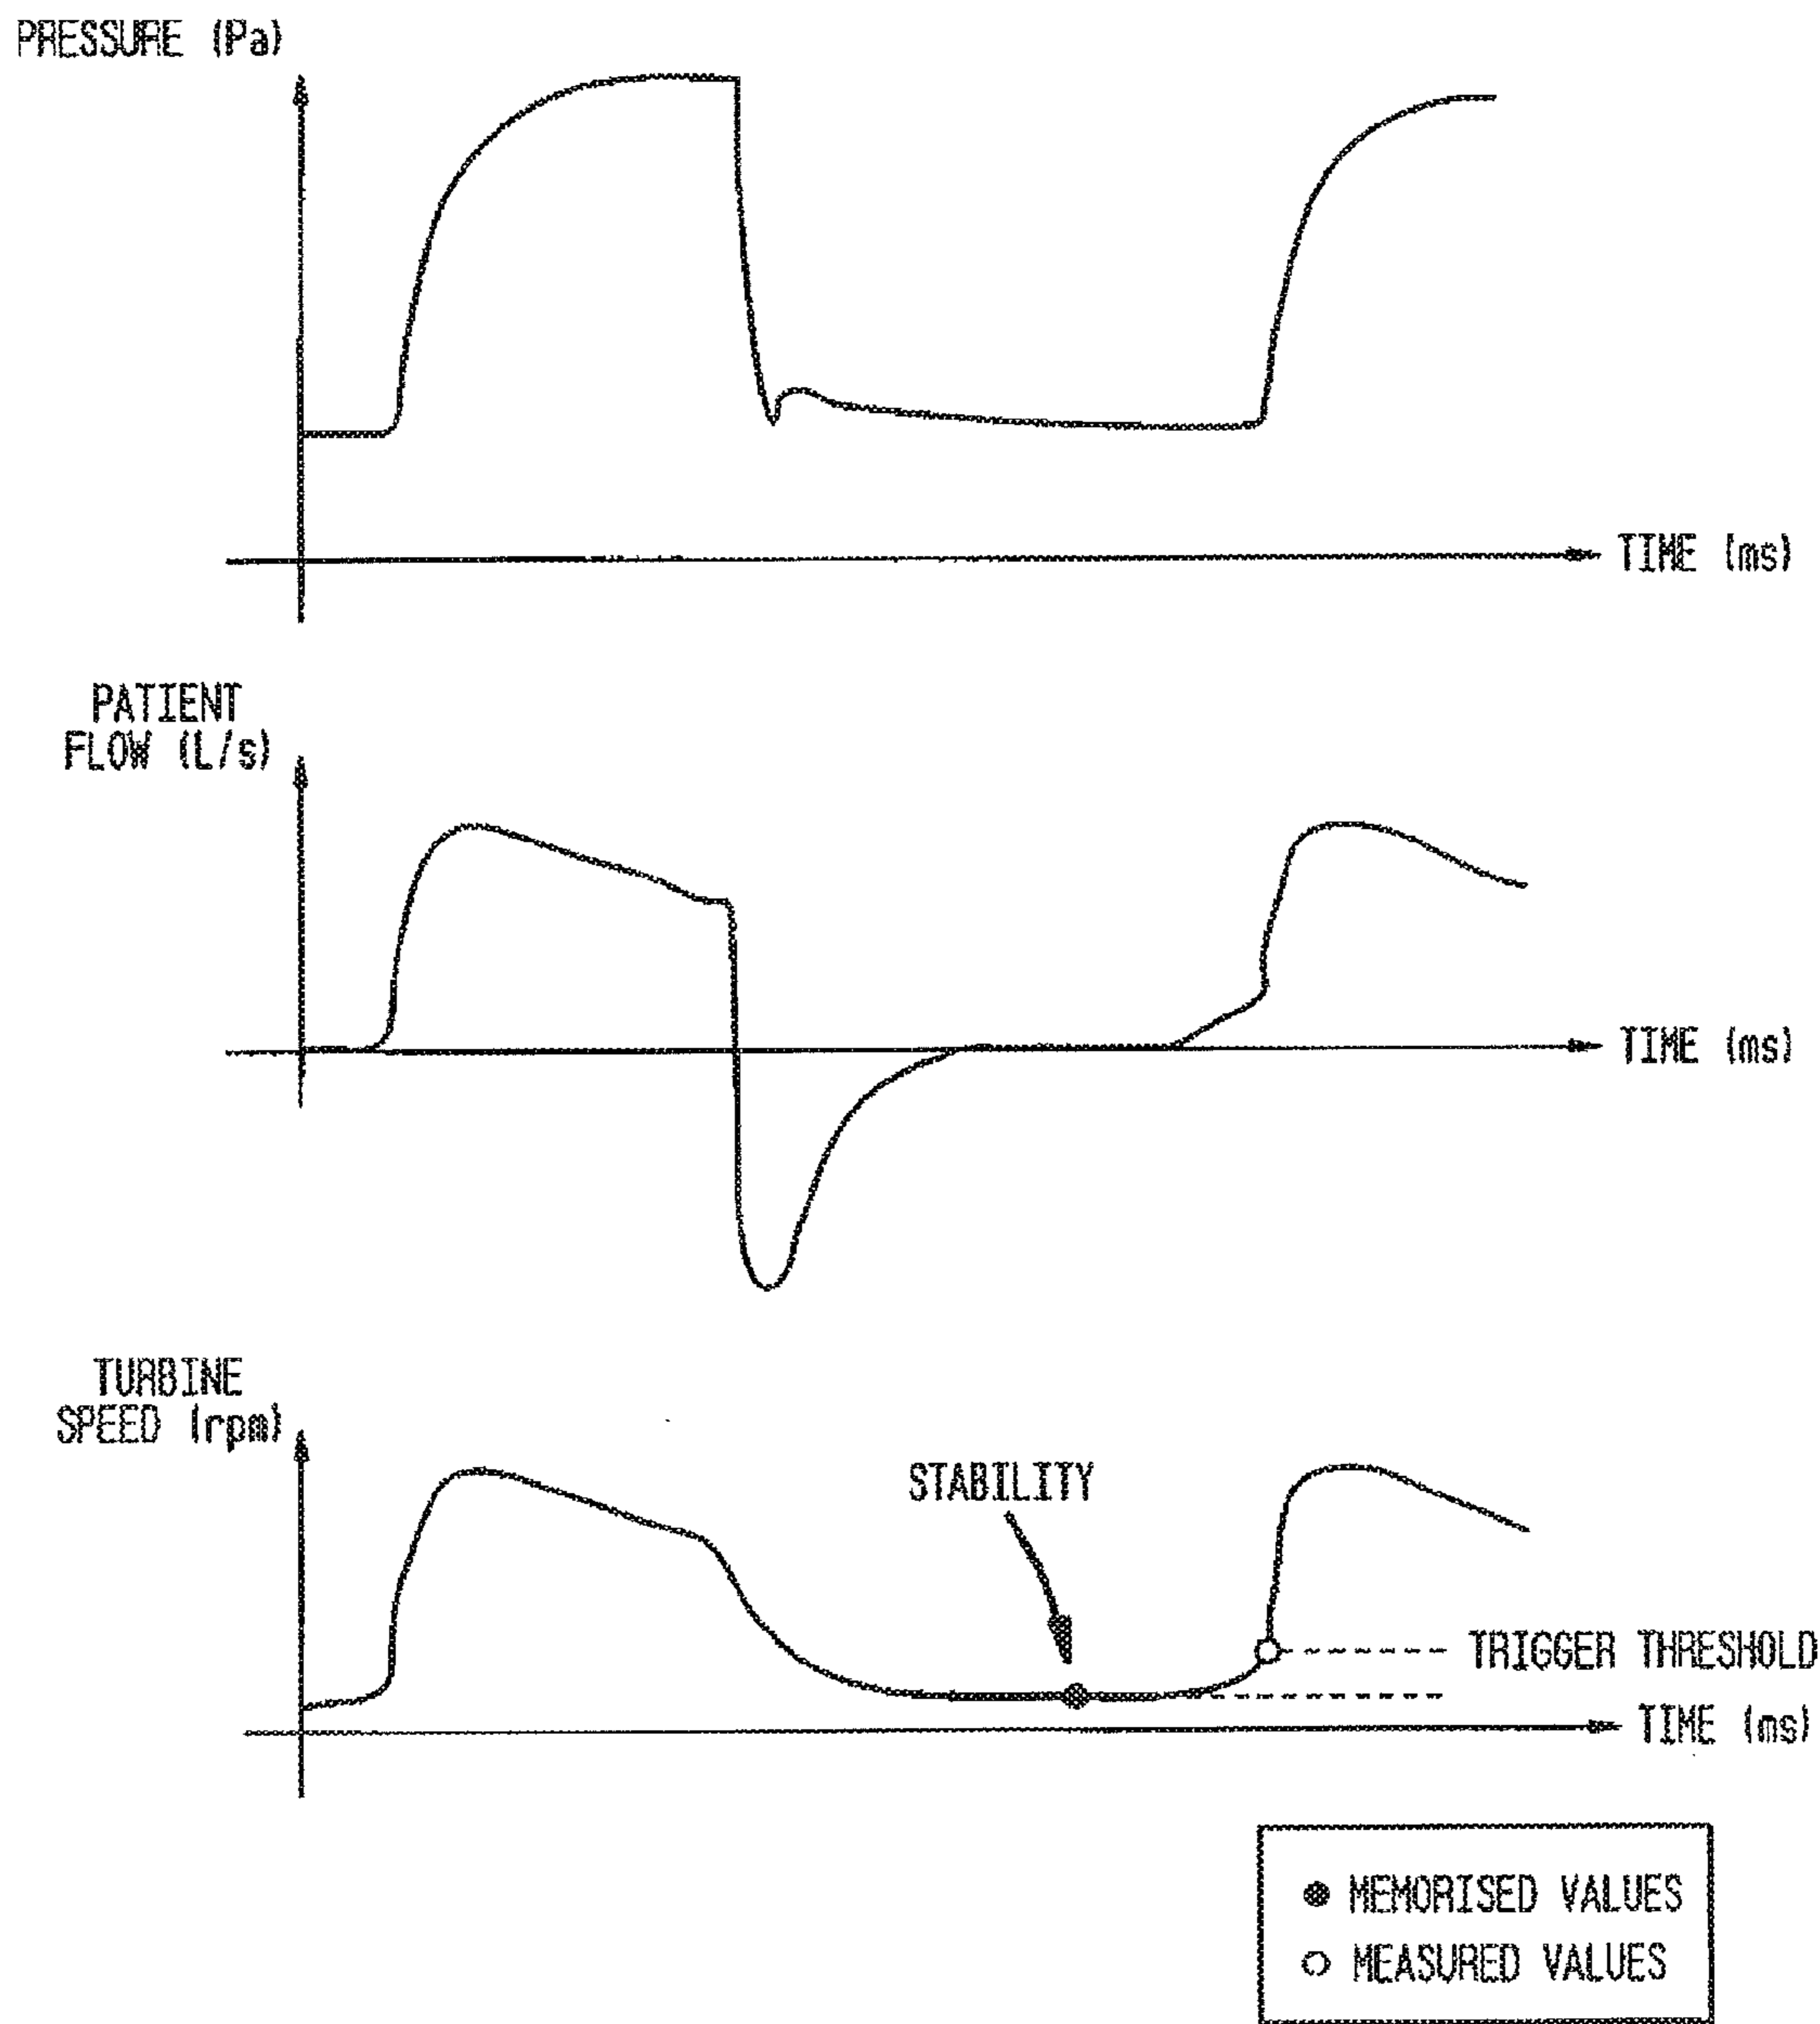 PRESSURE (Pa)
TIME (ms)
PATIENT
FLOW (L/s)
TIME (ms)
TURBINE
SPEED (rpm)
STABILITY
TRIGGER THRESHOLD
TIME (ms)
MEMORISED VALUES
MEASURED VALUES